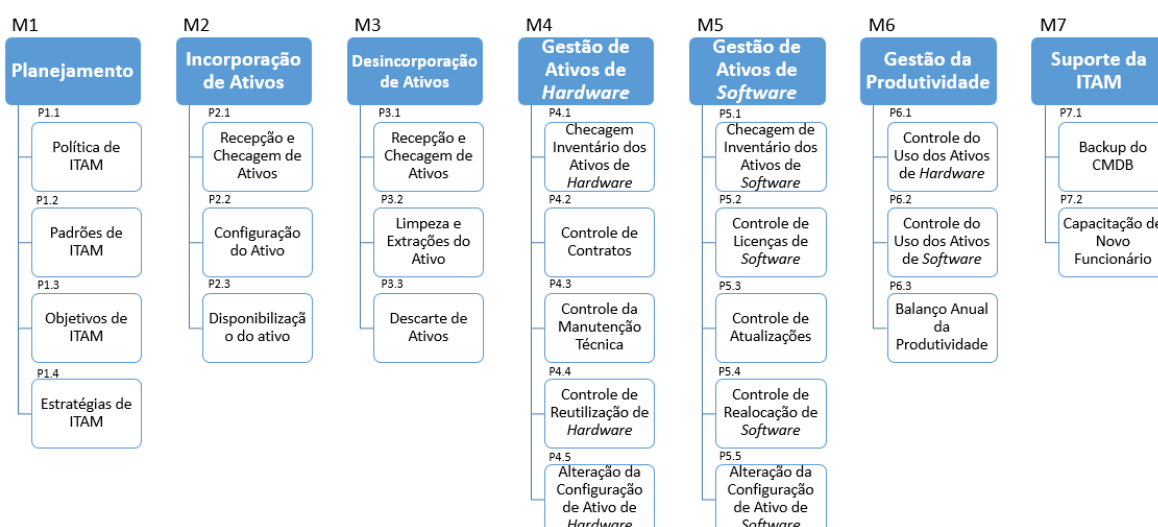 M1
Planejamento
P1.1
Política de
ITAM
P1.2
Padrões de
ITAM
P1.3
Objetivos de
ITAM
P1.4
Estratégias de
ITAM
M2
Incorporação
de Ativos
P2.1
Recepção e
Checagem de
Ativos
P2.2
Configuração
do Ativo
P2.3
Disponibilizaçã
o do ativo
M3
Desincorporação
de Ativos
P3.1
Recepção e
Checagem de
Ativos
P3.2
Limpeza e
Extrações do
Ativo
P3.3
Descarte de
Ativos
M4
Gestão de
Ativos de
Hardware
P4.1
Checagem
Inventário dos
Ativos de
Hardware
P4.2
Controle de
Contratos
P4.3
Controle da
Manutenção
Técnica
P4.4
Controle de
Reutilização de
Hardware
P4.5
Alteração da
Configuração
de Ativo de
Hardware
M5
Gestão de
Ativos de
Software
P5.1
Checagem de
Inventário dos
Ativos de
Software
P5.2
Controle de
Licenças de
Software
P5.3
Controle de
Atualizações
P5.4
Controle de
Realocação de
Software
P5.5
Alteração da
Configuração
de Ativo de
Software
M6
Gestão da
Produtividade
P6.1
Controle do
Uso dos Ativos
de Hardware
P6.2
Controle do
Uso dos Ativos
de Software
P6.3
Balanço Anual
da
Produtividade
M7
Suporte da
ITAM
P7.1
Backup do
CMDB
P7.2
Capacitação de
Novo
Funcionário